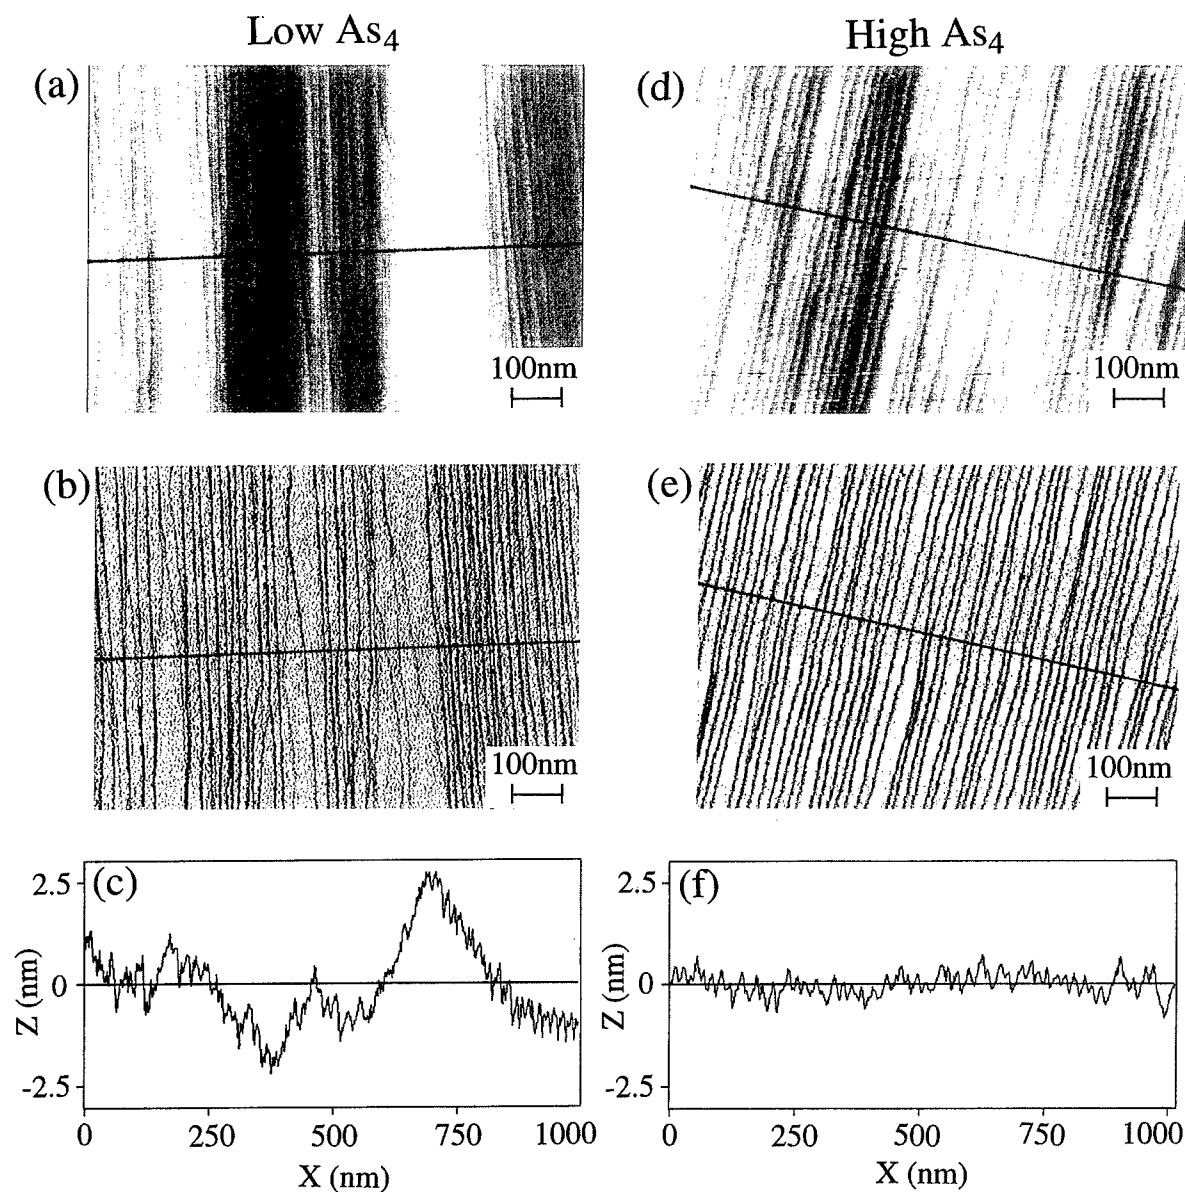 Low As₄
High As₄
(a)
100nm
(d)
100nm
(b)
100nm
(e)
100nm
(c)
2.5
0
-2.5
Z (nm)
0
250
500
750
1000
X (nm)
(f)
2.5
0
-2.5
Z (nm)
0
250
500
750
1000
X (nm)